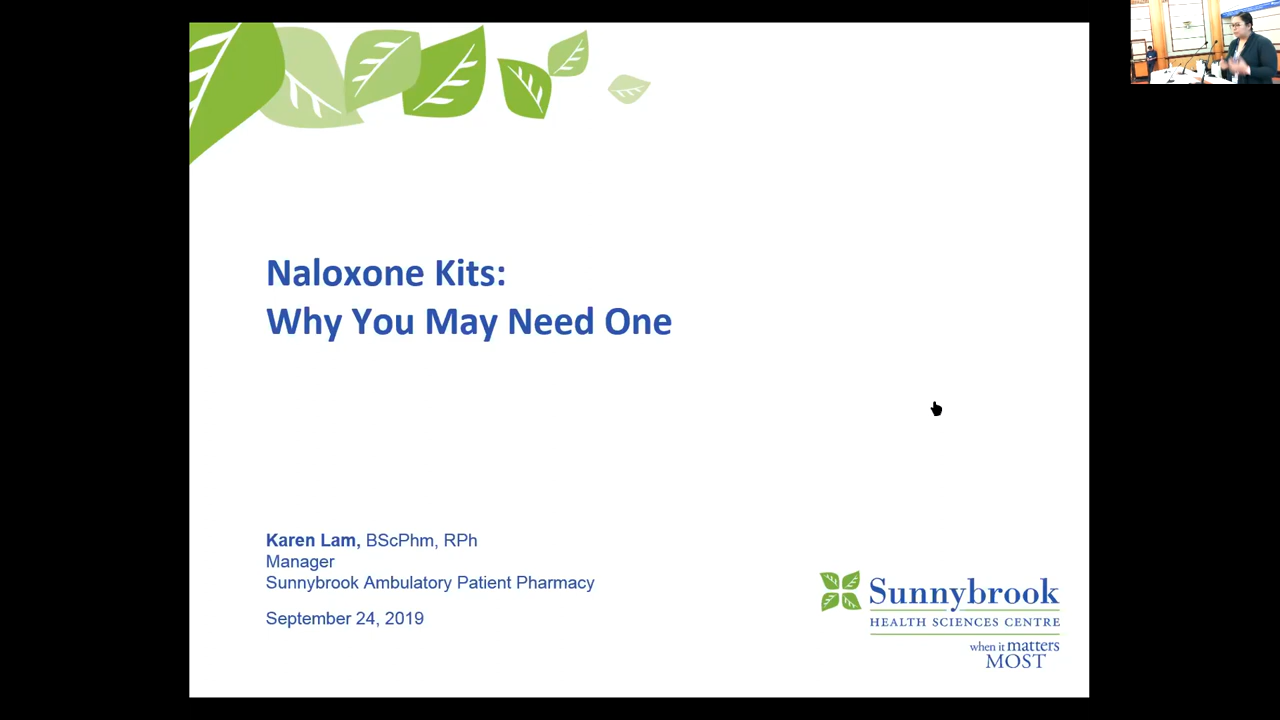 Naloxone Kits:
Why You May Need One
Karen Lam, BScPhm, RPh
Manager
Sunnybrook Ambulatory Patient Pharmacy
September 24, 2019
Sunnybrook
HEALTH SCIENCES CENTRE
when it matters
MOST